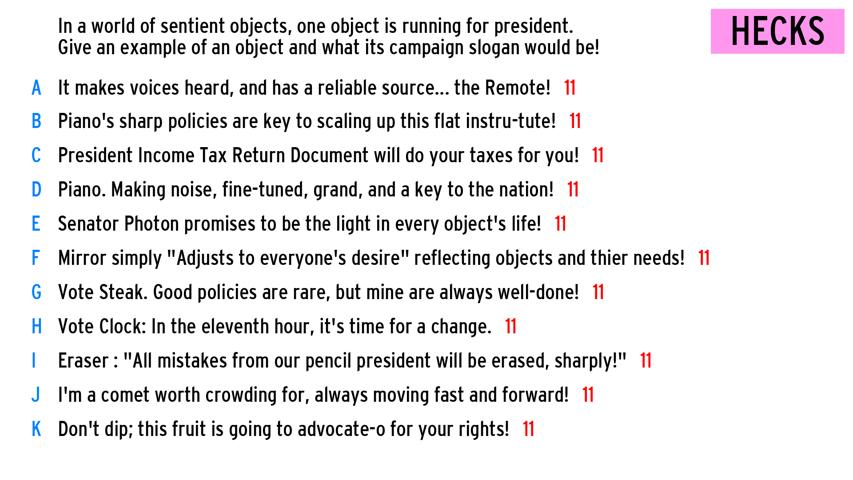 In a world of sentient objects, one object is running for president.
Give an example of an object and what its campaign slogan would be!
HECKS
A It makes voices heard, and has a reliable source... the Remote! 11
B Piano's sharp policies are key to scaling up this flat instru-tute! 11
C President Income Tax Return Document will do your taxes for you! 11
D Piano. Making noise, fine-tuned, grand, and a key to the nation! 11
E Senator Photon promises to be the light in every object's life! 11
F Mirror simply "Adjusts to everyone's desire" reflecting objects and thier needs! 11
G Vote Steak. Good policies are rare, but mine are always well-done! 11
H Vote Clock: In the eleventh hour, it's time for a change. 11
I Eraser : "All mistakes from our pencil president will be erased, sharply!" 11
J I'm a comet worth crowding for, always moving fast and forward! 11
K Don't dip; this fruit is going to advocate-o for your rights! 11